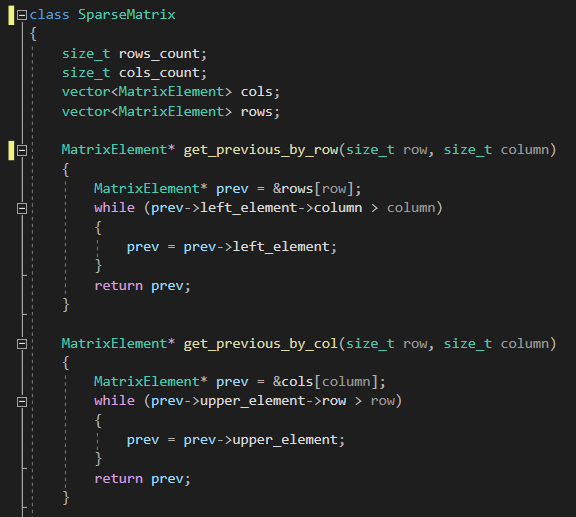 class SparseMatrix
{
    size_t rows_count;
    size_t cols_count;
    vector<MatrixElement> cols;
    vector<MatrixElement> rows;

    MatrixElement* get_previous_by_row(size_t row, size_t column)
    {
        MatrixElement* prev = &rows[row];
        while (prev->left_element->column > column)
        {
            prev = prev->left_element;
        }
        return prev;
    }

    MatrixElement* get_previous_by_col(size_t row, size_t column)
    {
        MatrixElement* prev = &cols[column];
        while (prev->upper_element->row > row)
        {
            prev = prev->upper_element;
        }
        return prev;
    }